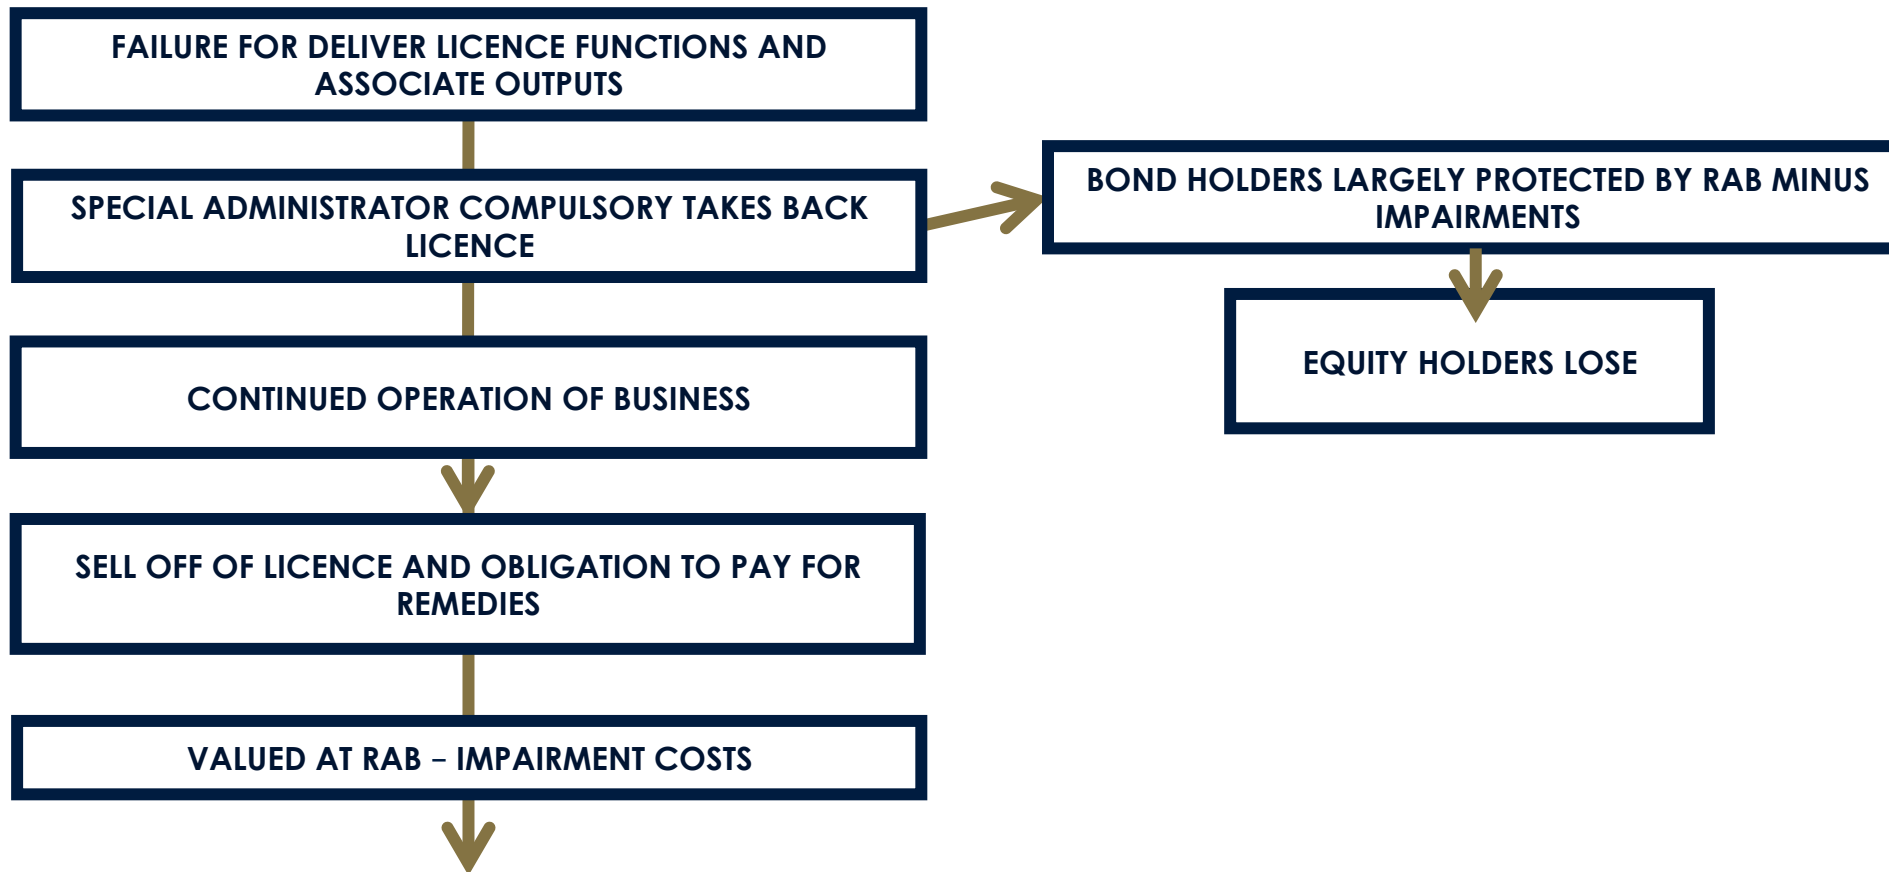 FAILURE FOR DELIVER LICENCE FUNCTIONS AND
ASSOCIATE OUTPUTS
SPECIAL ADMINISTRATOR COMPULSORY TAKES BACK
LICENCE
BOND HOLDERS LARGELY PROTECTED BY RAB MINUS
IMPAIRMENTS
EQUITY HOLDERS LOSE
CONTINUED OPERATION OF BUSINESS
SELL OFF OF LICENCE AND OBLIGATION TO PAY FOR
REMEDIES
VALUED AT RAB – IMPAIRMENT COSTS